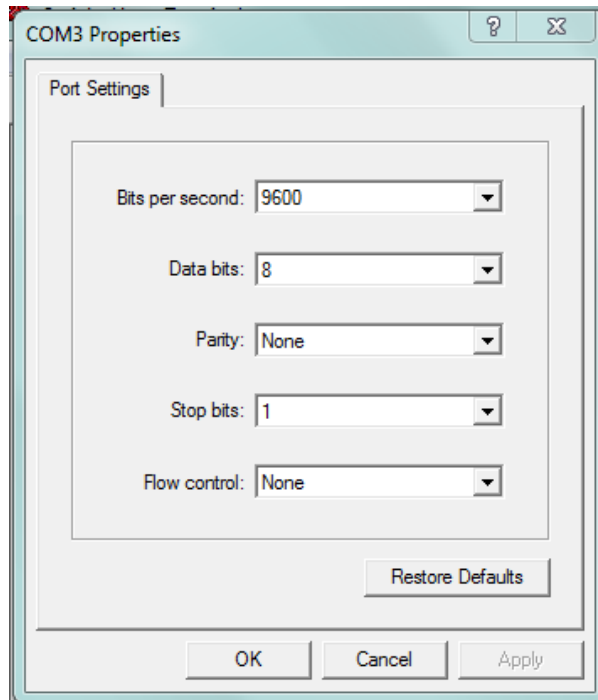 COM3 Properties
Port Settings
Bits per second: 9600
Data bits: 8
Parity: None
Stop bits: 1
Flow control: None
Restore Defaults
OK Cancel Apply